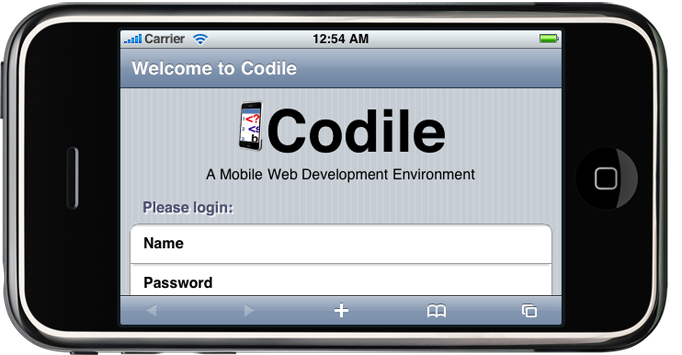 Carrier 12:54 AM
Welcome to Codile
Codile
A Mobile Web Development Environment
Please login:
Name
Password